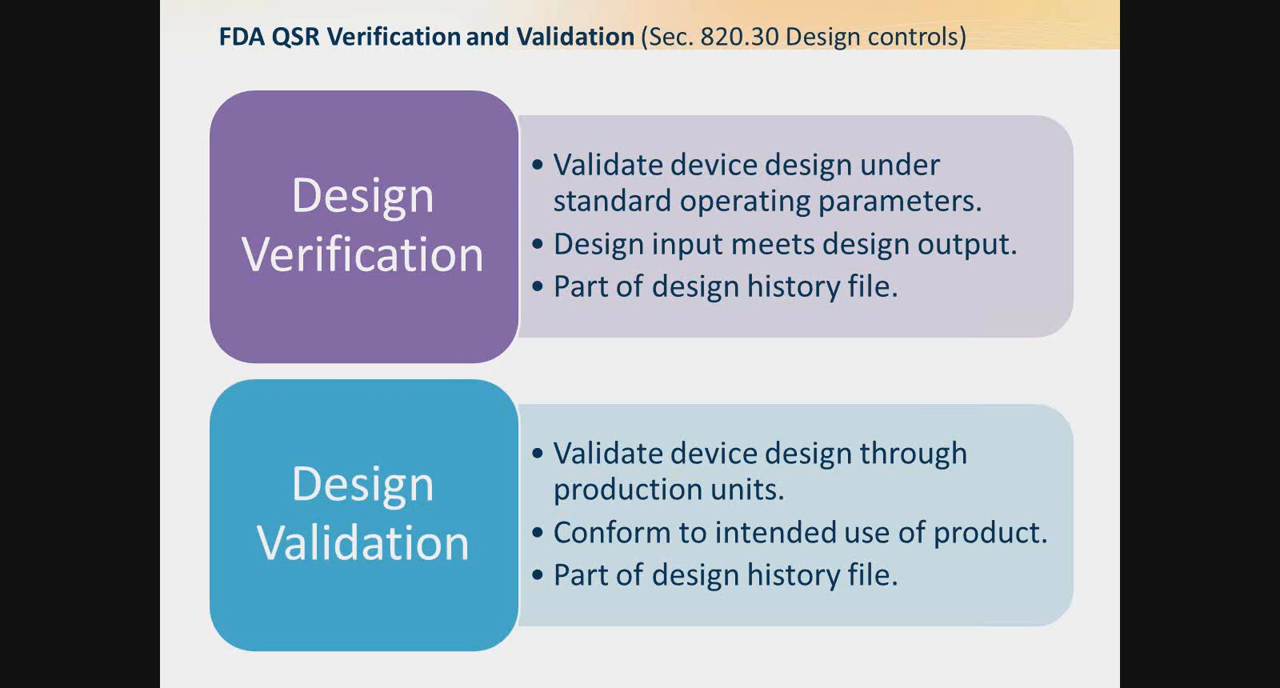 FDA QSR Verification and Validation (Sec. 820.30 Design controls)
Design
Verification
• Validate device design under
standard operating parameters.
• Design input meets design output.
• Part of design history file.
Design
Validation
• Validate device design through
production units.
• Conform to intended use of product.
• Part of design history file.